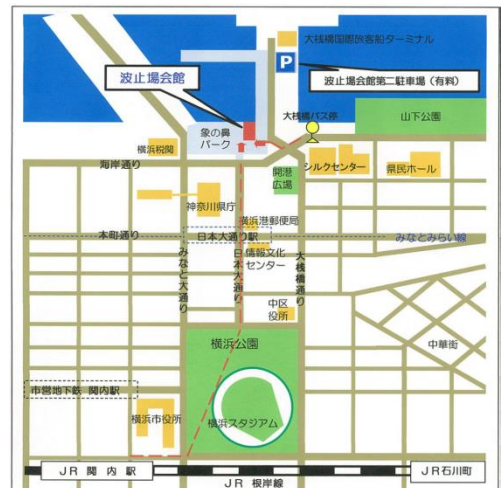 大桟橋国際旅客船ターミナル
P
波止場会館
波止場会館第二駐車場（有料）
大桟橋バス停
山下公園
象の鼻
パーク
横浜税関
海岸通り
開港
広場
シルクセンター
県民ホール
神奈川県庁
横浜港郵便局
本町通り
日本大通り駅
みなとみらい線
みなと大通り
日本大通り
情報文化
センター
大桟橋通り
中区
役所
横浜公園
中華街
市営地下鉄 関内駅
横浜市役所
横浜スタジアム
JR 関内駅
JR 根岸線
JR石川町